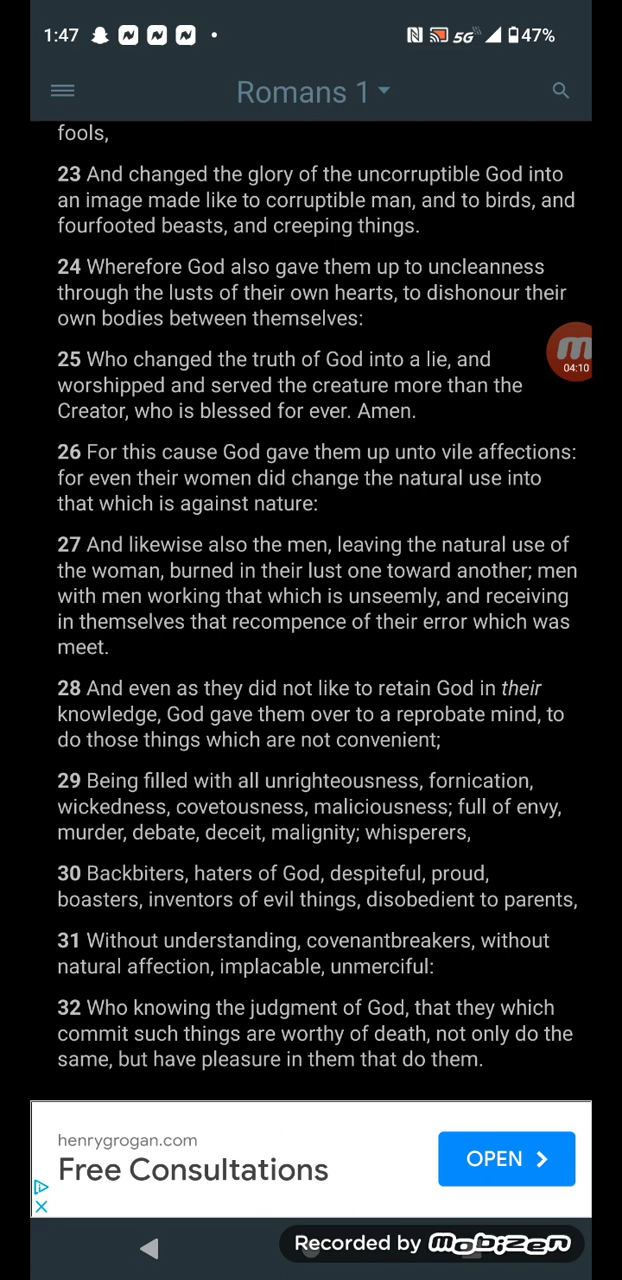 1:47
5G
47%
Romans 1
fools,
23 And changed the glory of the uncorruptible God into
an image made like to corruptible man, and to birds, and
fourfooted beasts, and creeping things.
24 Wherefore God also gave them up to uncleanness
through the lusts of their own hearts, to dishonour their
own bodies between themselves:
25 Who changed the truth of God into a lie, and
worshipped and served the creature more than the
Creator, who is blessed for ever. Amen.
04:10
26 For this cause God gave them up unto vile affections:
for even their women did change the natural use into
that which is against nature:
27 And likewise also the men, leaving the natural use of
the woman, burned in their lust one toward another; men
with men working that which is unseemly, and receiving
in themselves that recompence of their error which was
meet.
28 And even as they did not like to retain God in their
knowledge, God gave them over to a reprobate mind, to
do those things which are not convenient;
29 Being filled with all unrighteousness, fornication,
wickedness, covetousness, maliciousness; full of envy,
murder, debate, deceit, malignity; whisperers,
30 Backbiters, haters of God, despiteful, proud,
boasters, inventors of evil things, disobedient to parents,
31 Without understanding, covenantbreakers, without
natural affection, implacable, unmerciful:
32 Who knowing the judgment of God, that they which
commit such things are worthy of death, not only do the
same, but have pleasure in them that do them.
henrygrogan.com
Free Consultations
OPEN
Recorded by mobizen